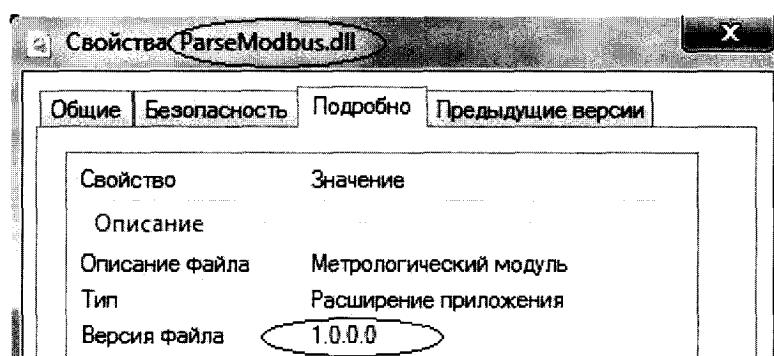 Свойства: ParseModbus.dll
Общие Безопасность Подробно Предыдущие версии
Свойство Значение
Описание
Описание файла Метрологический модуль
Тип Расширение приложения
Версия файла 1.0.0.0